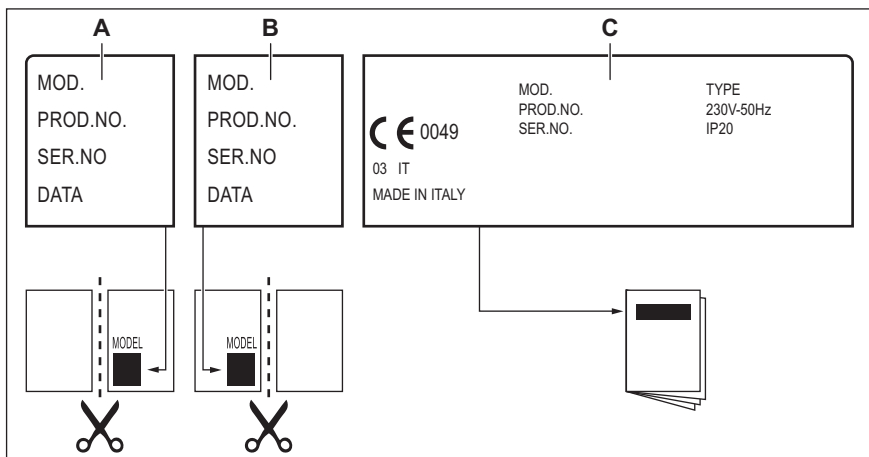 A
B
C
MOD.
PROD.NO.
SER.NO
DATA
MOD.
PROD.NO.
SER.NO
DATA
MOD.
PROD.NO.
SER.NO.
TYPE
230V-50Hz
IP20
CE 0049
03 IT
MADE IN ITALY
MODEL
MODEL